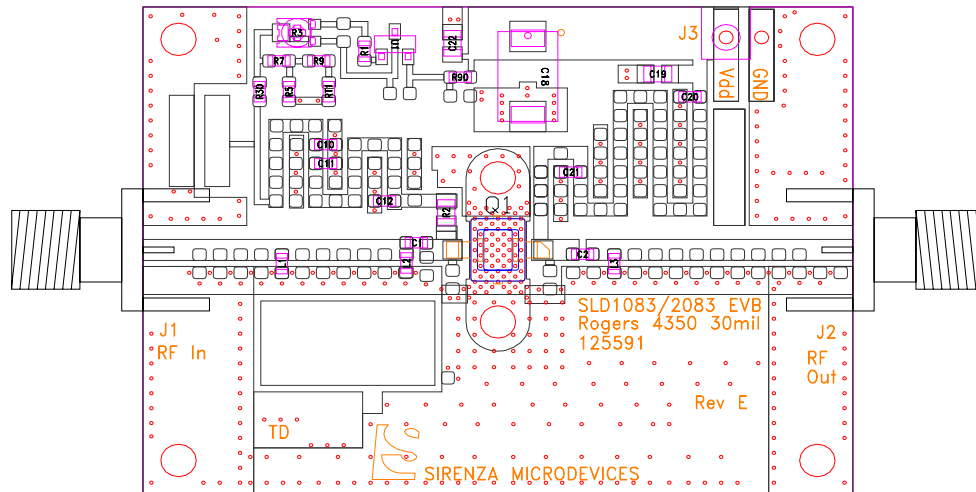 R3
R1
U1
C22
J3
R7
R9
R90
C18
C19
Vdd
GND
R30
R5
R111
C20
C10
C11
C12
C21
R2
Q1
C1
C2
L1
L2
L3
J1
RF In
SLD1083/2083 EVB
Rogers 4350 30mil
125591
J2
RF
Out
Rev E
TD
SIRENZA MICRODEVICES